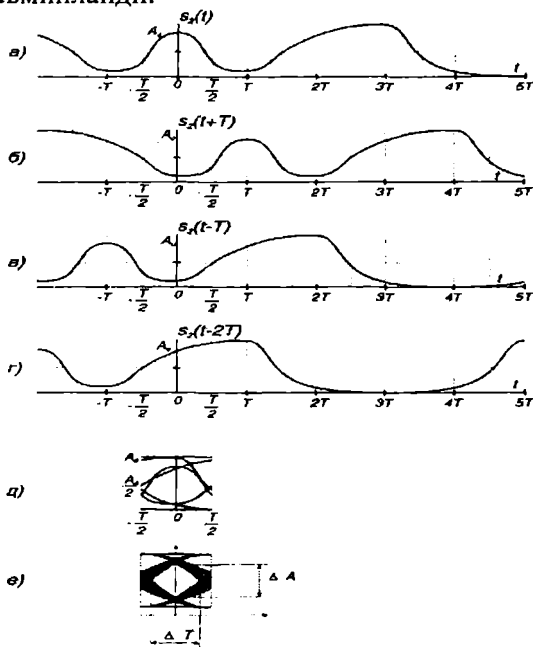 s₂(t)
а) A₀
-T -T/2 0 T/2 T 2T 3T 4T 5T t
s₂(t+T)
б) A₀
-T -T/2 0 T/2 T 2T 3T 4T 5T t
s₂(t-T)
в) A₀
-T -T/2 0 T/2 T 2T 3T 4T 5T t
s₂(t-2T)
г) A₀
-T -T/2 0 T/2 T 2T 3T 4T 5T t
д) A₀
A₀/2
-T/2 0 T/2
е) Δ A
Δ T